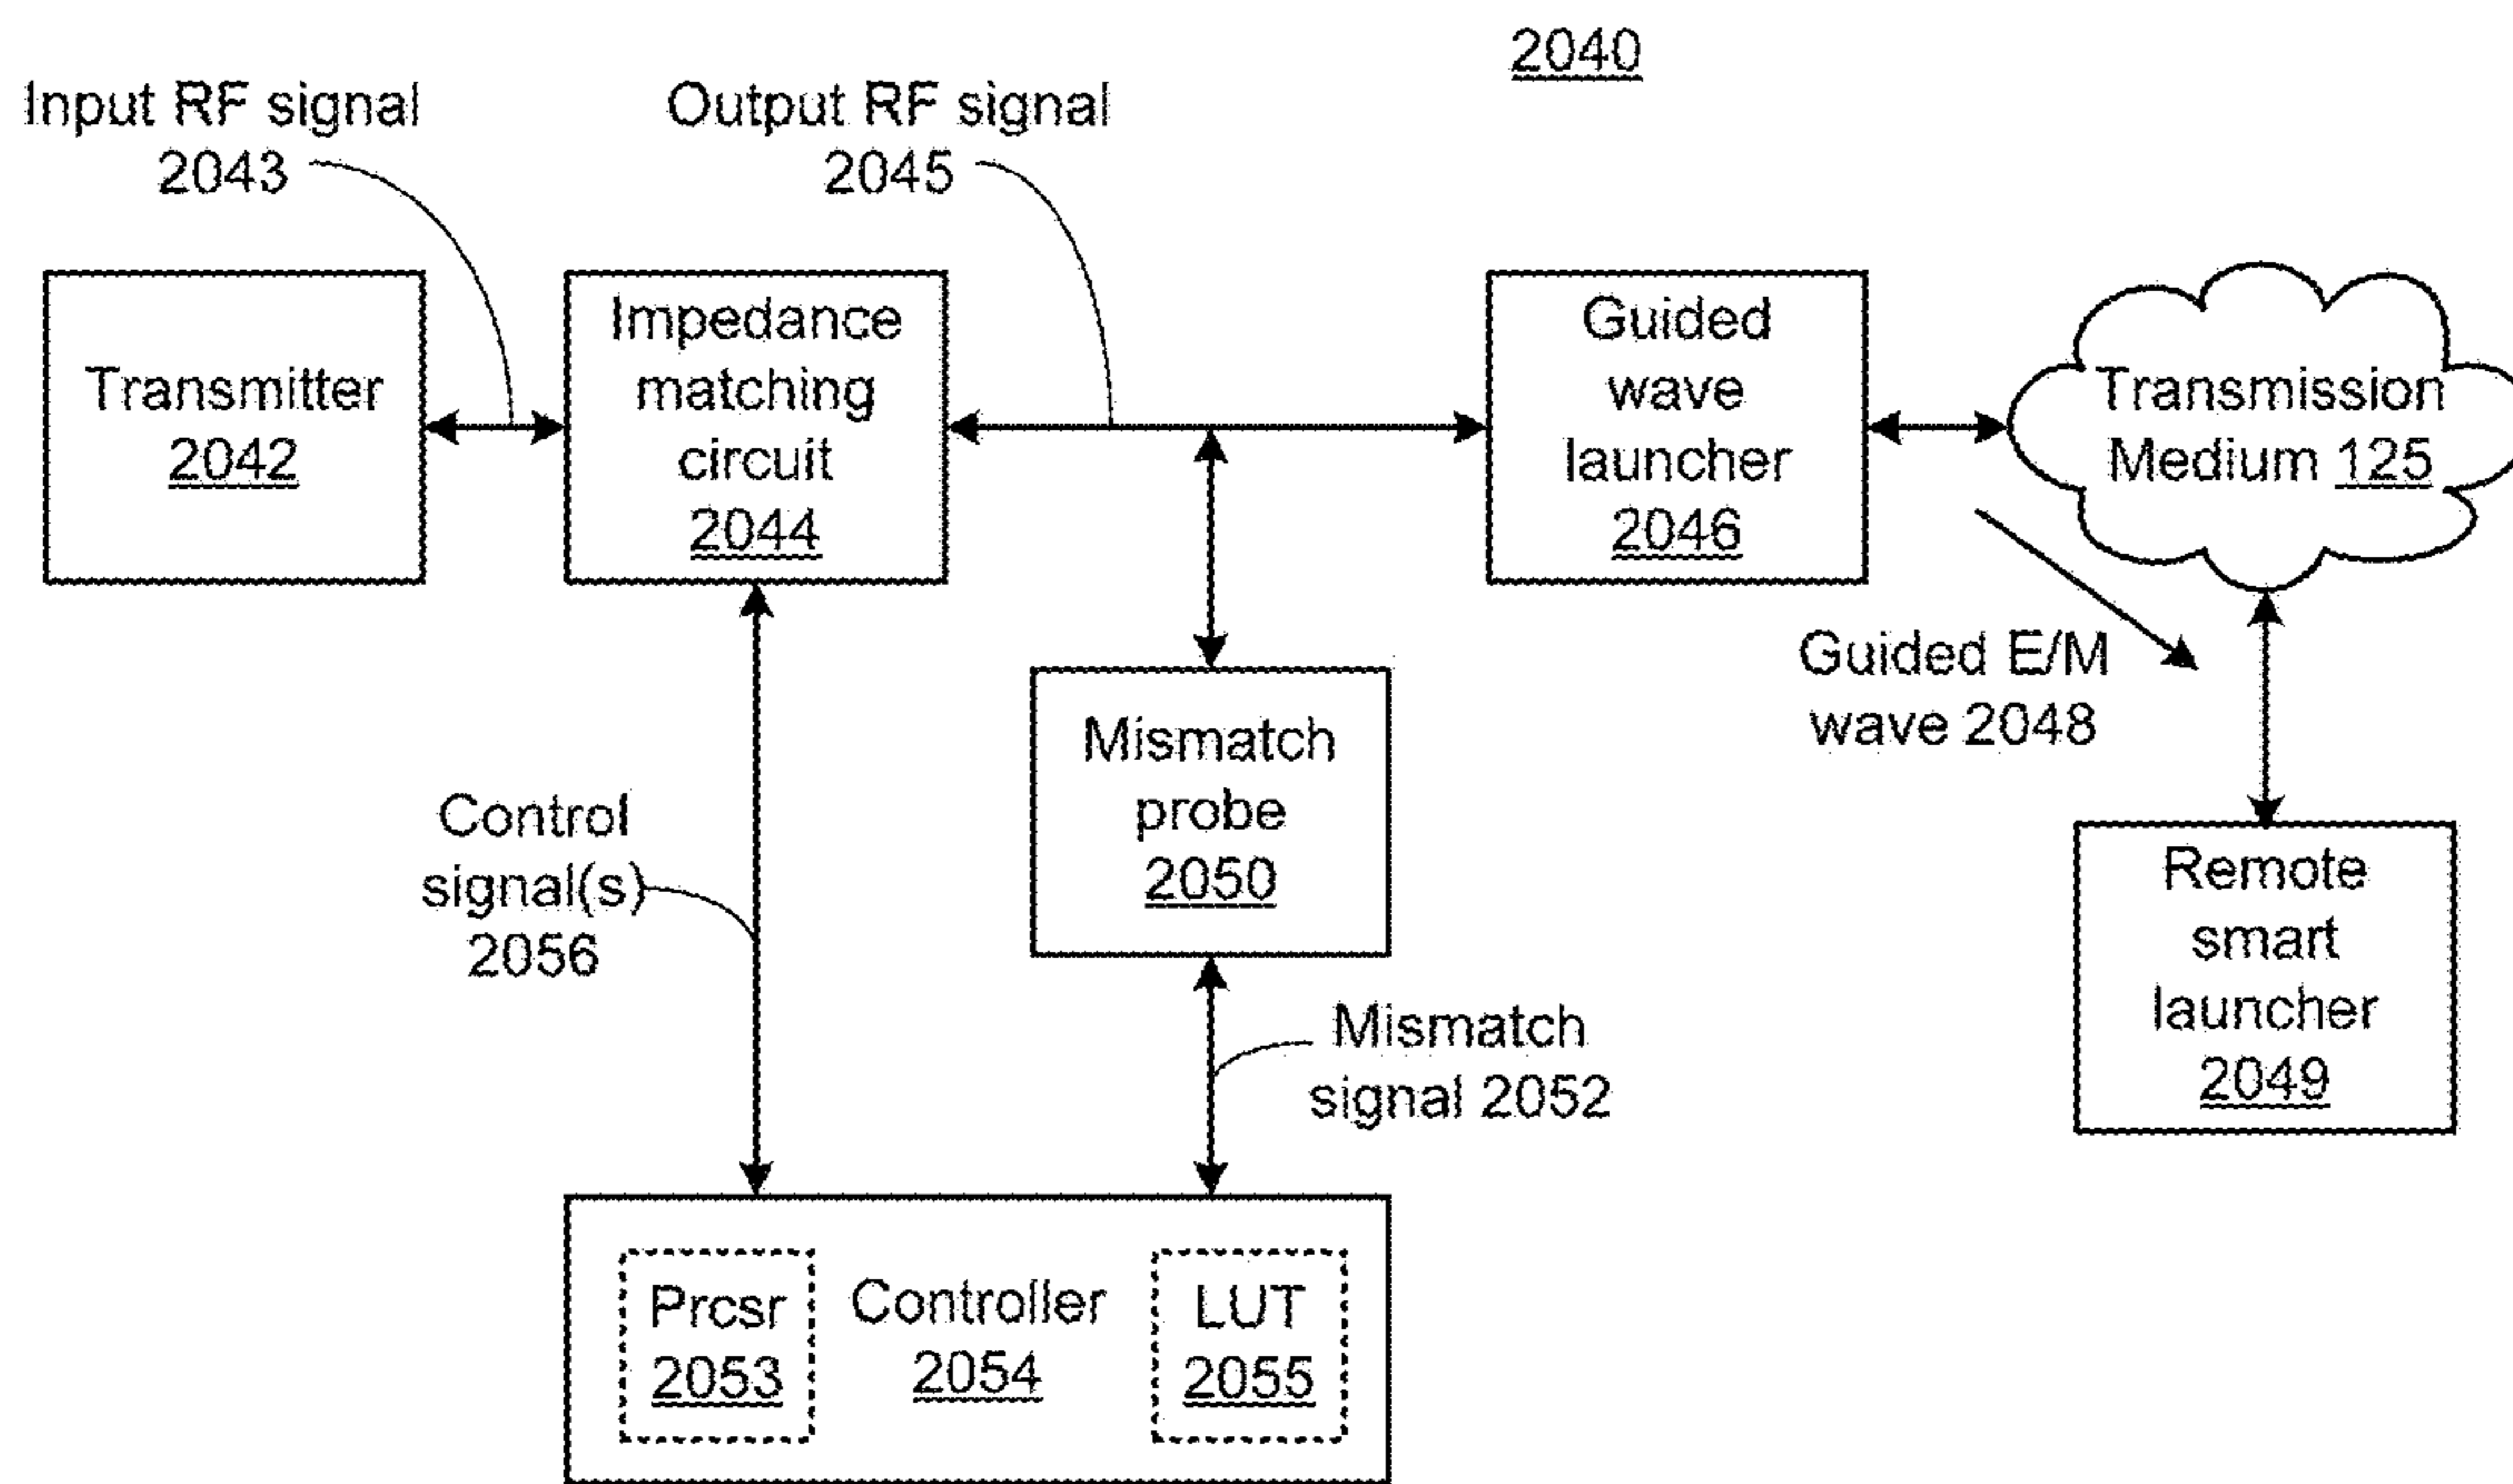 2040
Input RF signal
2043
Output RF signal
2045
Transmitter
2042
Impedance
matching
circuit
2044
Guided
wave
launcher
2046
Transmission
Medium 125
Guided E/M
wave 2048
Mismatch
probe
2050
Control
signal(s)
2056
Remote
smart
launcher
2049
Mismatch
signal 2052
Prcsr
2053
Controller
2054
LUT
2055